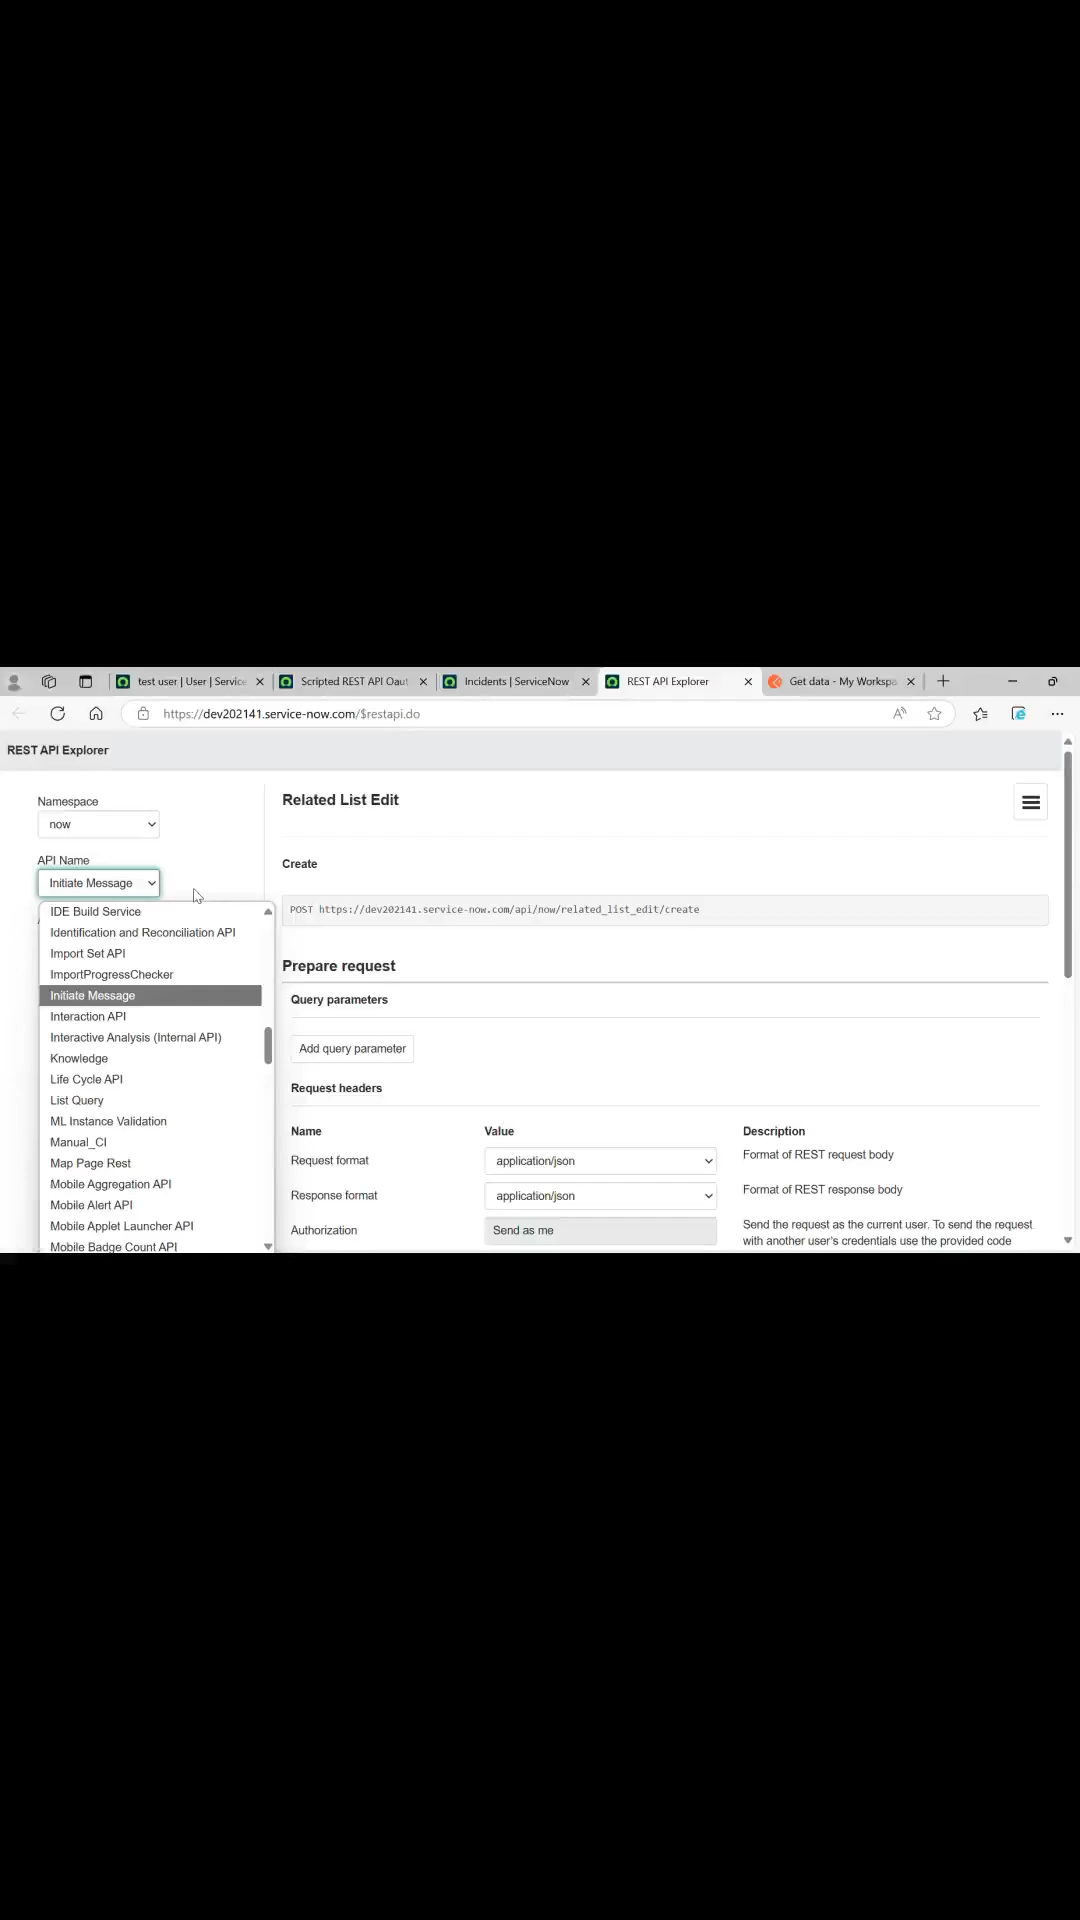 test user | User | Service
Scripted REST API Oaut
Incidents | ServiceNow
REST API Explorer
Get data - My Workspa
https://dev202141.service-now.com/$restapi.do
REST API Explorer
Namespace
now
API Name
Initiate Message
IDE Build Service
Identification and Reconciliation API
Import Set API
ImportProgressChecker
Initiate Message
Interaction API
Interactive Analysis (Internal API)
Knowledge
Life Cycle API
List Query
ML Instance Validation
Manual_CI
Map Page Rest
Mobile Aggregation API
Mobile Alert API
Mobile Applet Launcher API
Mobile Badge Count API
Related List Edit
Create
POST https://dev202141.service-now.com/api/now/related_list_edit/create
Prepare request
Query parameters
Add query parameter
Request headers
Name Value Description
Request format application/json Format of REST request body
Response format application/json Format of REST response body
Authorization Send as me Send the request as the current user. To send the request
with another user's credentials use the provided code